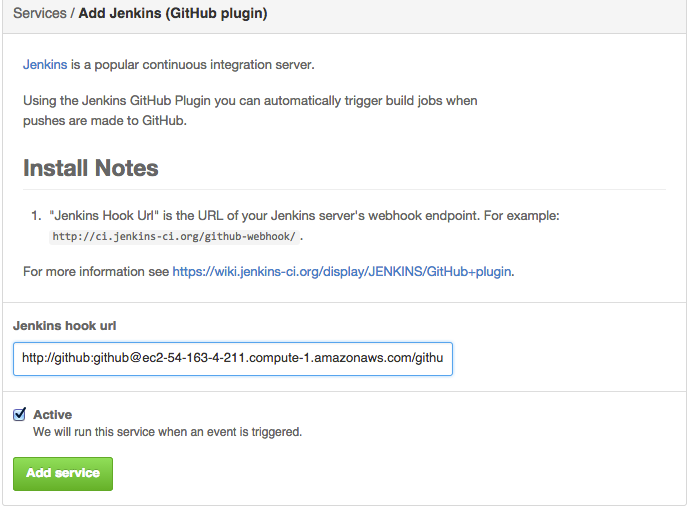 Services / Add Jenkins (GitHub plugin)
Jenkins is a popular continuous integration server.
Using the Jenkins GitHub Plugin you can automatically trigger build jobs when
pushes are made to GitHub.
Install Notes
1. "Jenkins Hook Url" is the URL of your Jenkins server's webhook endpoint. For example:
http://ci.jenkins-ci.org/github-webhook/ .
For more information see https://wiki.jenkins-ci.org/display/JENKINS/GitHub+plugin.
Jenkins hook url
http://github:github@ec2-54-163-4-211.compute-1.amazonaws.com/githu
Active
We will run this service when an event is triggered.
Add service